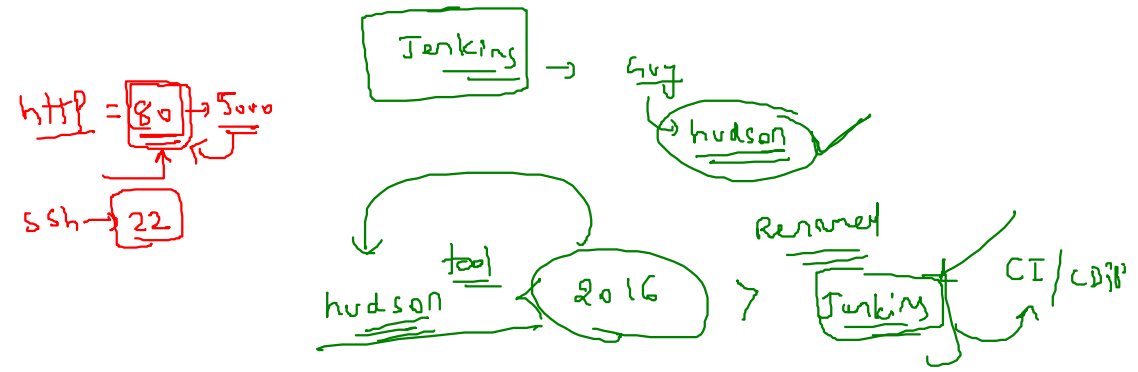 Jenkins → Guy
hudson
http = 80 → 5000
ssh → 22
Renamed
tool
hudson < 2016 > Jenkins
CI / CD